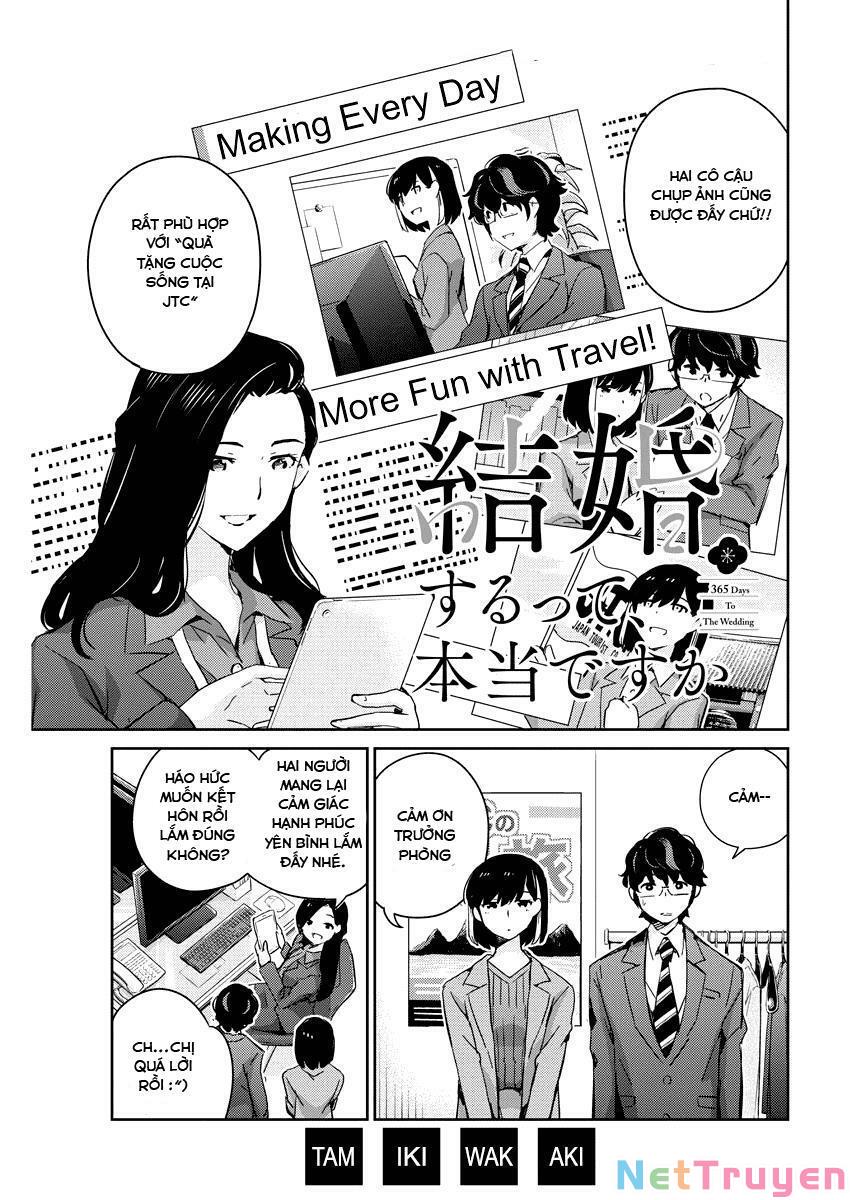 Making Every Day
HAI CÔ CẬU
CHỤP ẢNH CŨNG
ĐƯỢC ĐẤY CHỨ!!
RẤT PHÙ HỢP
VỚI “QUÀ
TẶNG CUỘC
SỐNG TẠI
JTC”
More Fun with Travel!
結婚
するって、
本当ですか
365 Days
To
The Wedding
JAPAN TOURIST
CẢM--
CẢM ƠN
TRƯỞNG
PHÒNG
の
旅
HAI NGƯỜI
MANG LẠI
CẢM GIÁC
HẠNH PHÚC
YÊN BÌNH LẮM
ĐẤY NHÉ.
HÁO HỨC
MUỐN KẾT
HÔN RỒI
LẮM ĐÚNG
KHÔNG?
CH...CHỊ
QUÁ LỜI
RỒI :“)
TAM IKI WAK AKI
NetTruyen